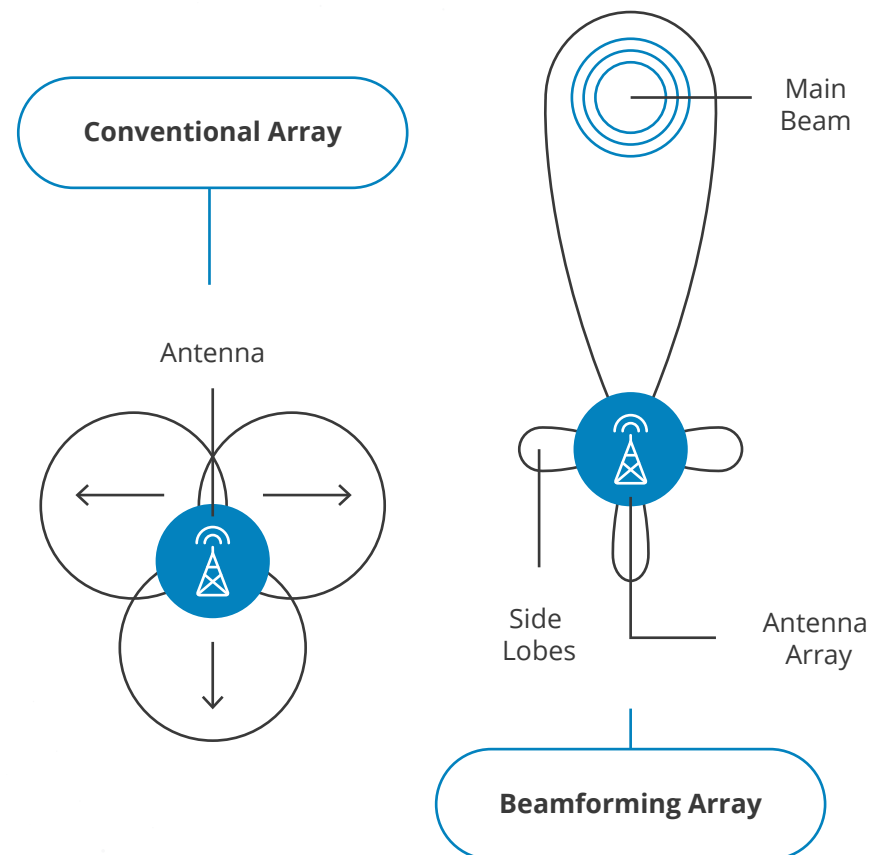 Conventional Array
Antenna
Main
Beam
Side
Lobes
Antenna
Array
Beamforming Array